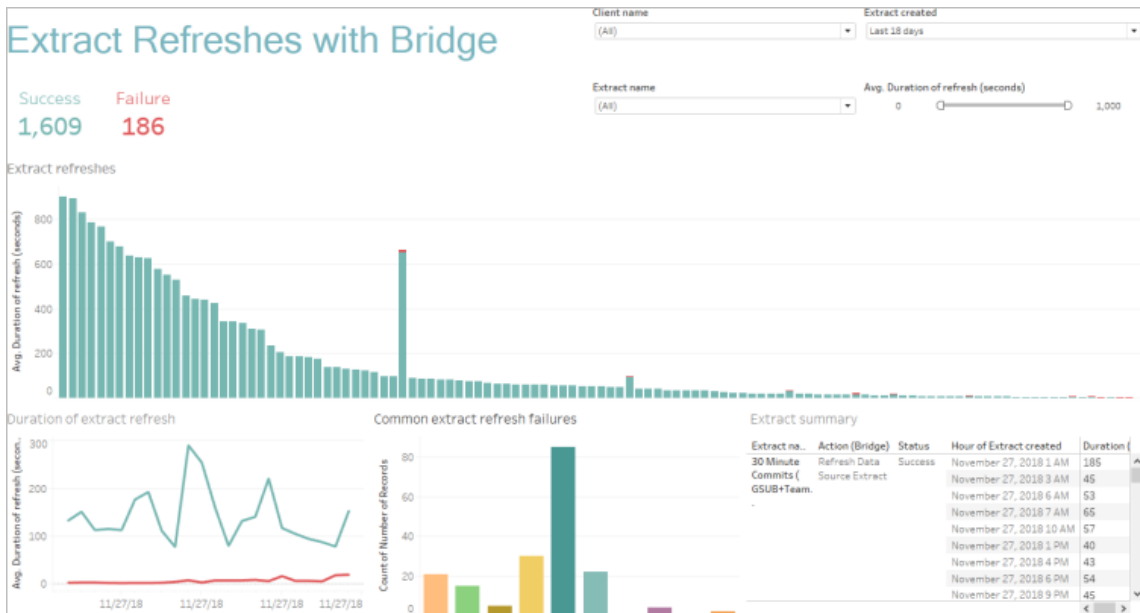 Client name
Extract created
Extract Refreshes with Bridge
(All)
Last 18 days
Extract name
Avg. Duration of refresh (seconds)
Success
Failure
(All)
0
1,000
1,609
186
Extract refreshes
Avg. Duration of refresh (seconds)
800
600
400
200
0
Duration of extract refresh
Avg. Duration of refresh (secon..
300
200
100
0
11/27/18
11/27/18
11/27/18
11/27/18
Common extract refresh failures
Count of Number of Records
80
60
40
20
0
Extract summary
Extract na.. Action (Bridge) Status Hour of Extract created Duration (
30 Minute Refresh Data Success November 27, 2018 1 AM 185
Commits ( Source Extract November 27, 2018 3 AM 45
GSUB+Team. November 27, 2018 6 AM 53
. November 27, 2018 7 AM 65
November 27, 2018 10 AM 57
November 27, 2018 1 PM 40
November 27, 2018 4 PM 43
November 27, 2018 6 PM 54
November 27, 2018 9 PM 45